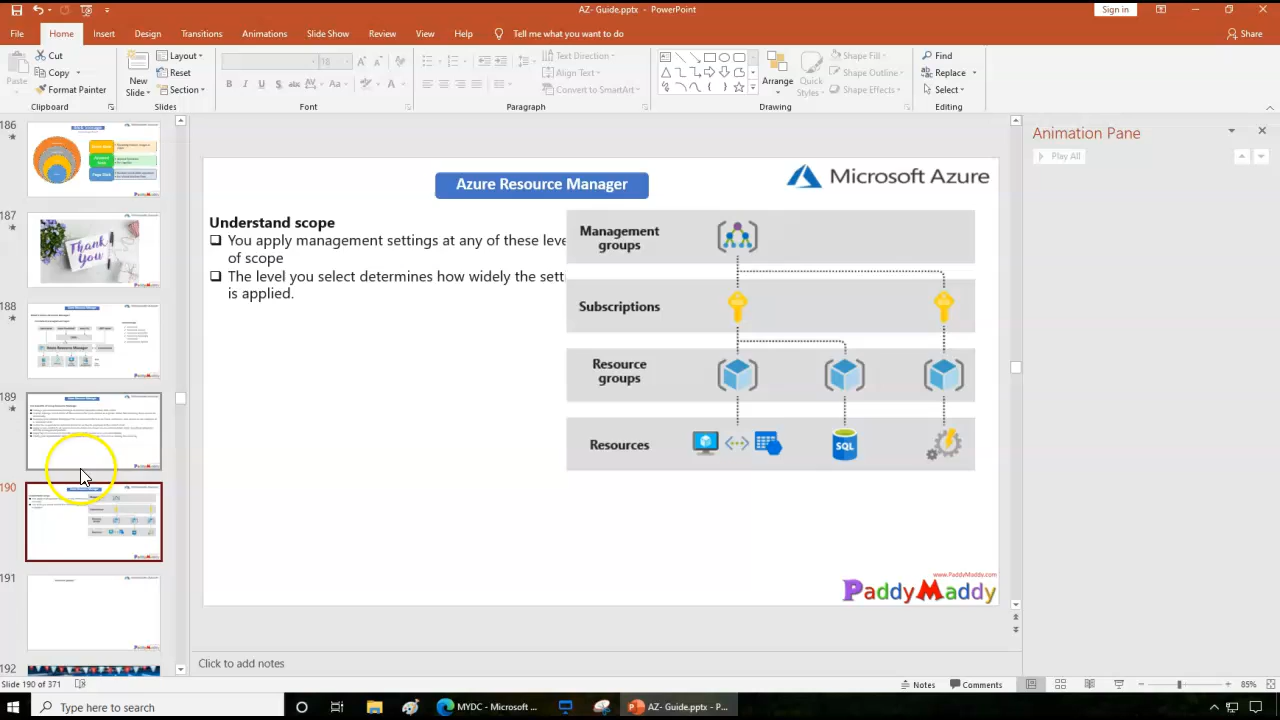 AZ- Guide.pptx - PowerPoint
Sign in
File Home Insert Design Transitions Animations Slide Show Review View Help Tell me what you want to do
Share
Paste
Cut
Copy
Format Painter
Clipboard
New
Slide
Layout
Reset
Section
Slides
18
Font
Text Direction
Align Text
Convert to SmartArt
Paragraph
Arrange
Quick
Styles
Shape Fill
Shape Outline
Shape Effects
Drawing
Find
Replace
Select
Editing
186
187
Thank
You
188
189
190
191
192
Azure Resource Manager
Microsoft Azure
Understand scope
You apply management settings at any of these leve
of scope
The level you select determines how widely the sett
is applied.
Management
groups
Subscriptions
Resource
groups
Resources
SQL
www.PaddyMaddy.com
PaddyMaddy
Animation Pane
Play All
Click to add notes
Slide 190 of 371
Notes
Comments
85%
Type here to search
MYDC - Microsoft ...
AZ- Guide.pptx - P...